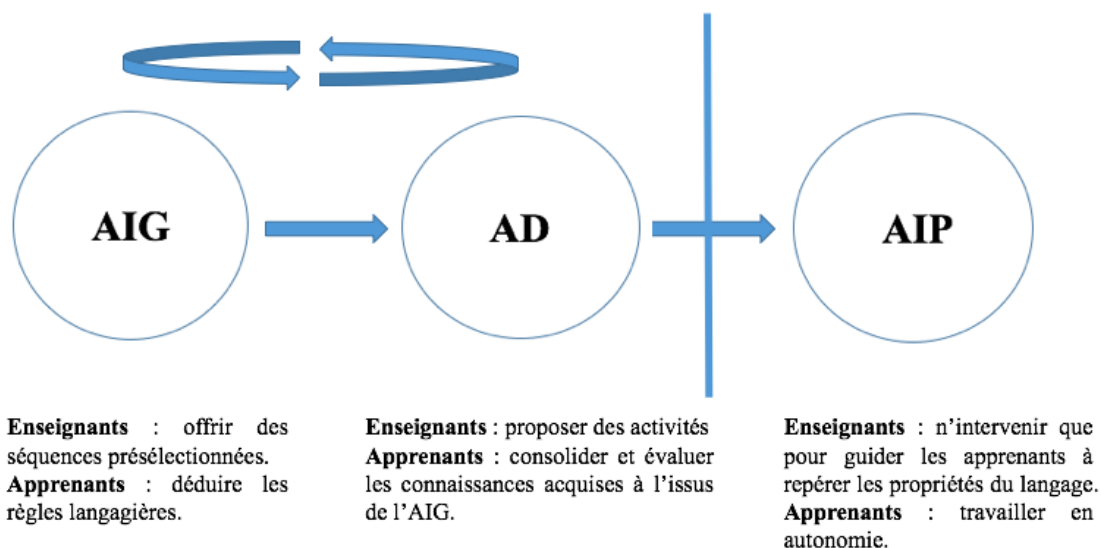 AIG
AD
AIP
Enseignants : offrir des
séquences présélectionnées.
Apprenants : déduire les
règles langagières.
Enseignants : proposer des activités
Apprenants : consolider et évaluer
les connaissances acquises à l’issus
de l’AIG.
Enseignants : n’intervenir que
pour guider les apprenants à
repérer les propriétés du langage.
Apprenants : travailler en
autonomie.